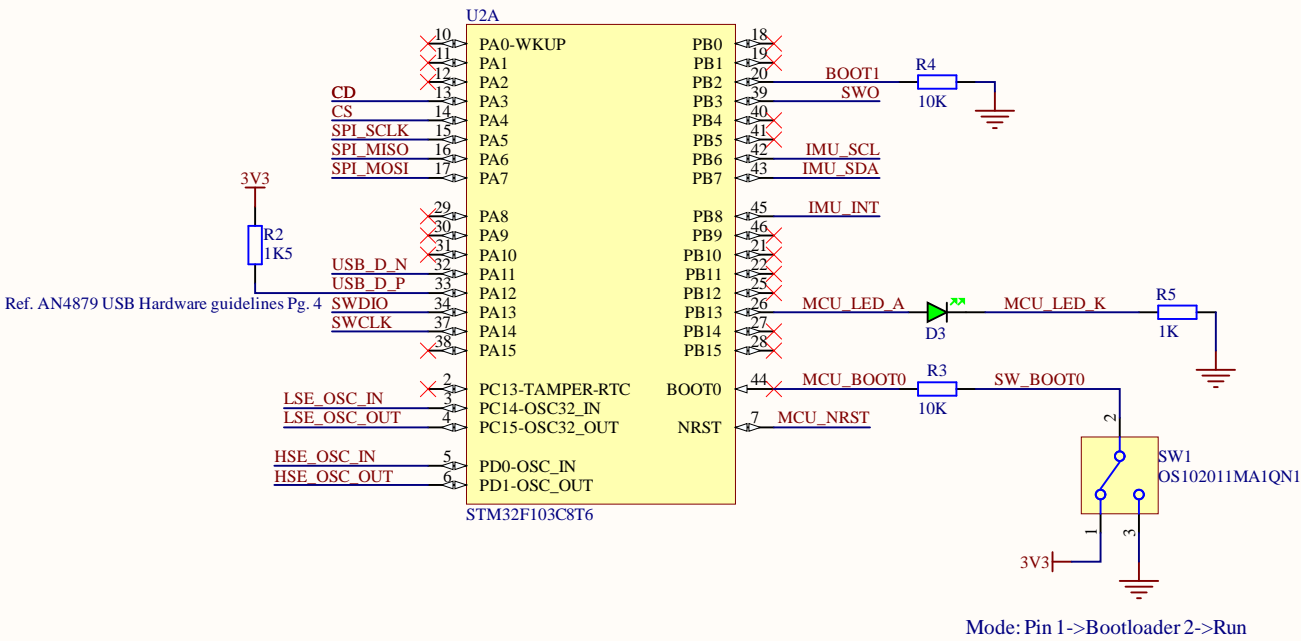 U2A
10 PA0-WKUP PB0 18
11 PA1 PB1 19
12 PA2 PB2 20 BOOT1 R4 10K
CD 13 PA3 PB3 39 SWO
CS 14 PA4 PB4 40
SPI_SCLK 15 PA5 PB5 41
SPI_MISO 16 PA6 PB6 42 IMU_SCL
SPI_MOSI 17 PA7 PB7 43 IMU_SDA
3V3
29 PA8 PB8 45 IMU_INT
R2 1K5
30 PA9 PB9 46
31 PA10 PB10 21
USB_D_N 32 PA11 PB11 22
USB_D_P 33 PA12 PB12 25
Ref. AN4879 USB Hardware guidelines Pg. 4
SWDIO 34 PA13 PB13 26 MCU_LED_A D3 MCU_LED_K R5 1K
SWCLK 37 PA14 PB14 27
38 PA15 PB15 28
2 PC13-TAMPER-RTC BOOT0 44 MCU_BOOT0 R3 10K SW_BOOT0
LSE_OSC_IN 3 PC14-OSC32_IN
LSE_OSC_OUT 4 PC15-OSC32_OUT NRST 7 MCU_NRST
HSE_OSC_IN 5 PD0-OSC_IN
HSE_OSC_OUT 6 PD1-OSC_OUT
STM32F103C8T6
2
SW1
OS102011MA1QN1
1 3
3V3
Mode: Pin 1->Bootloader 2->Run